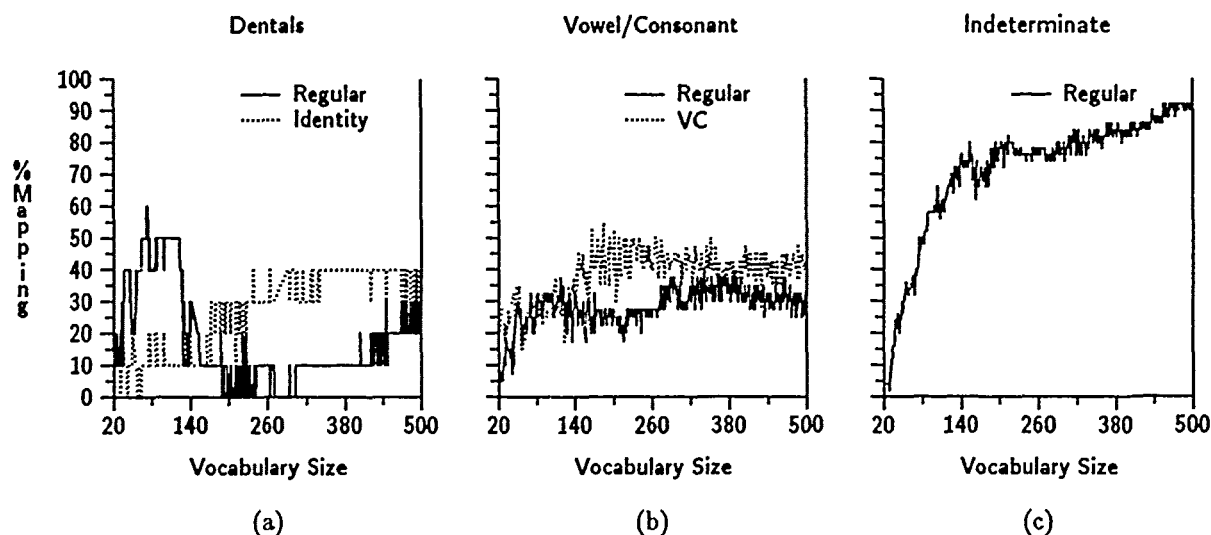 Dentals
Vowel/Consonant
Indeterminate
100
90
80
70
60
50
40
30
20
10
0
%Mapping
Regular
Identity
Regular
VC
Regular
20 140 260 380 500
20 140 260 380 500
20 140 260 380 500
Vocabulary Size
Vocabulary Size
Vocabulary Size
(a)
(b)
(c)